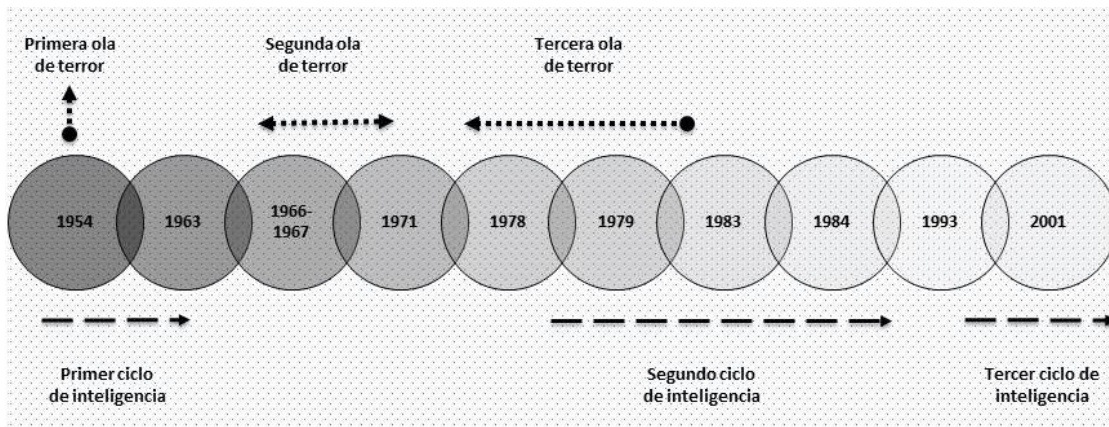 Primera ola
de terror
Segunda ola
de terror
Tercera ola
de terror
1954
1963
1966-
1967
1971
1978
1979
1983
1984
1993
2001
Primer ciclo
de inteligencia
Segundo ciclo
de inteligencia
Tercer ciclo de
inteligencia